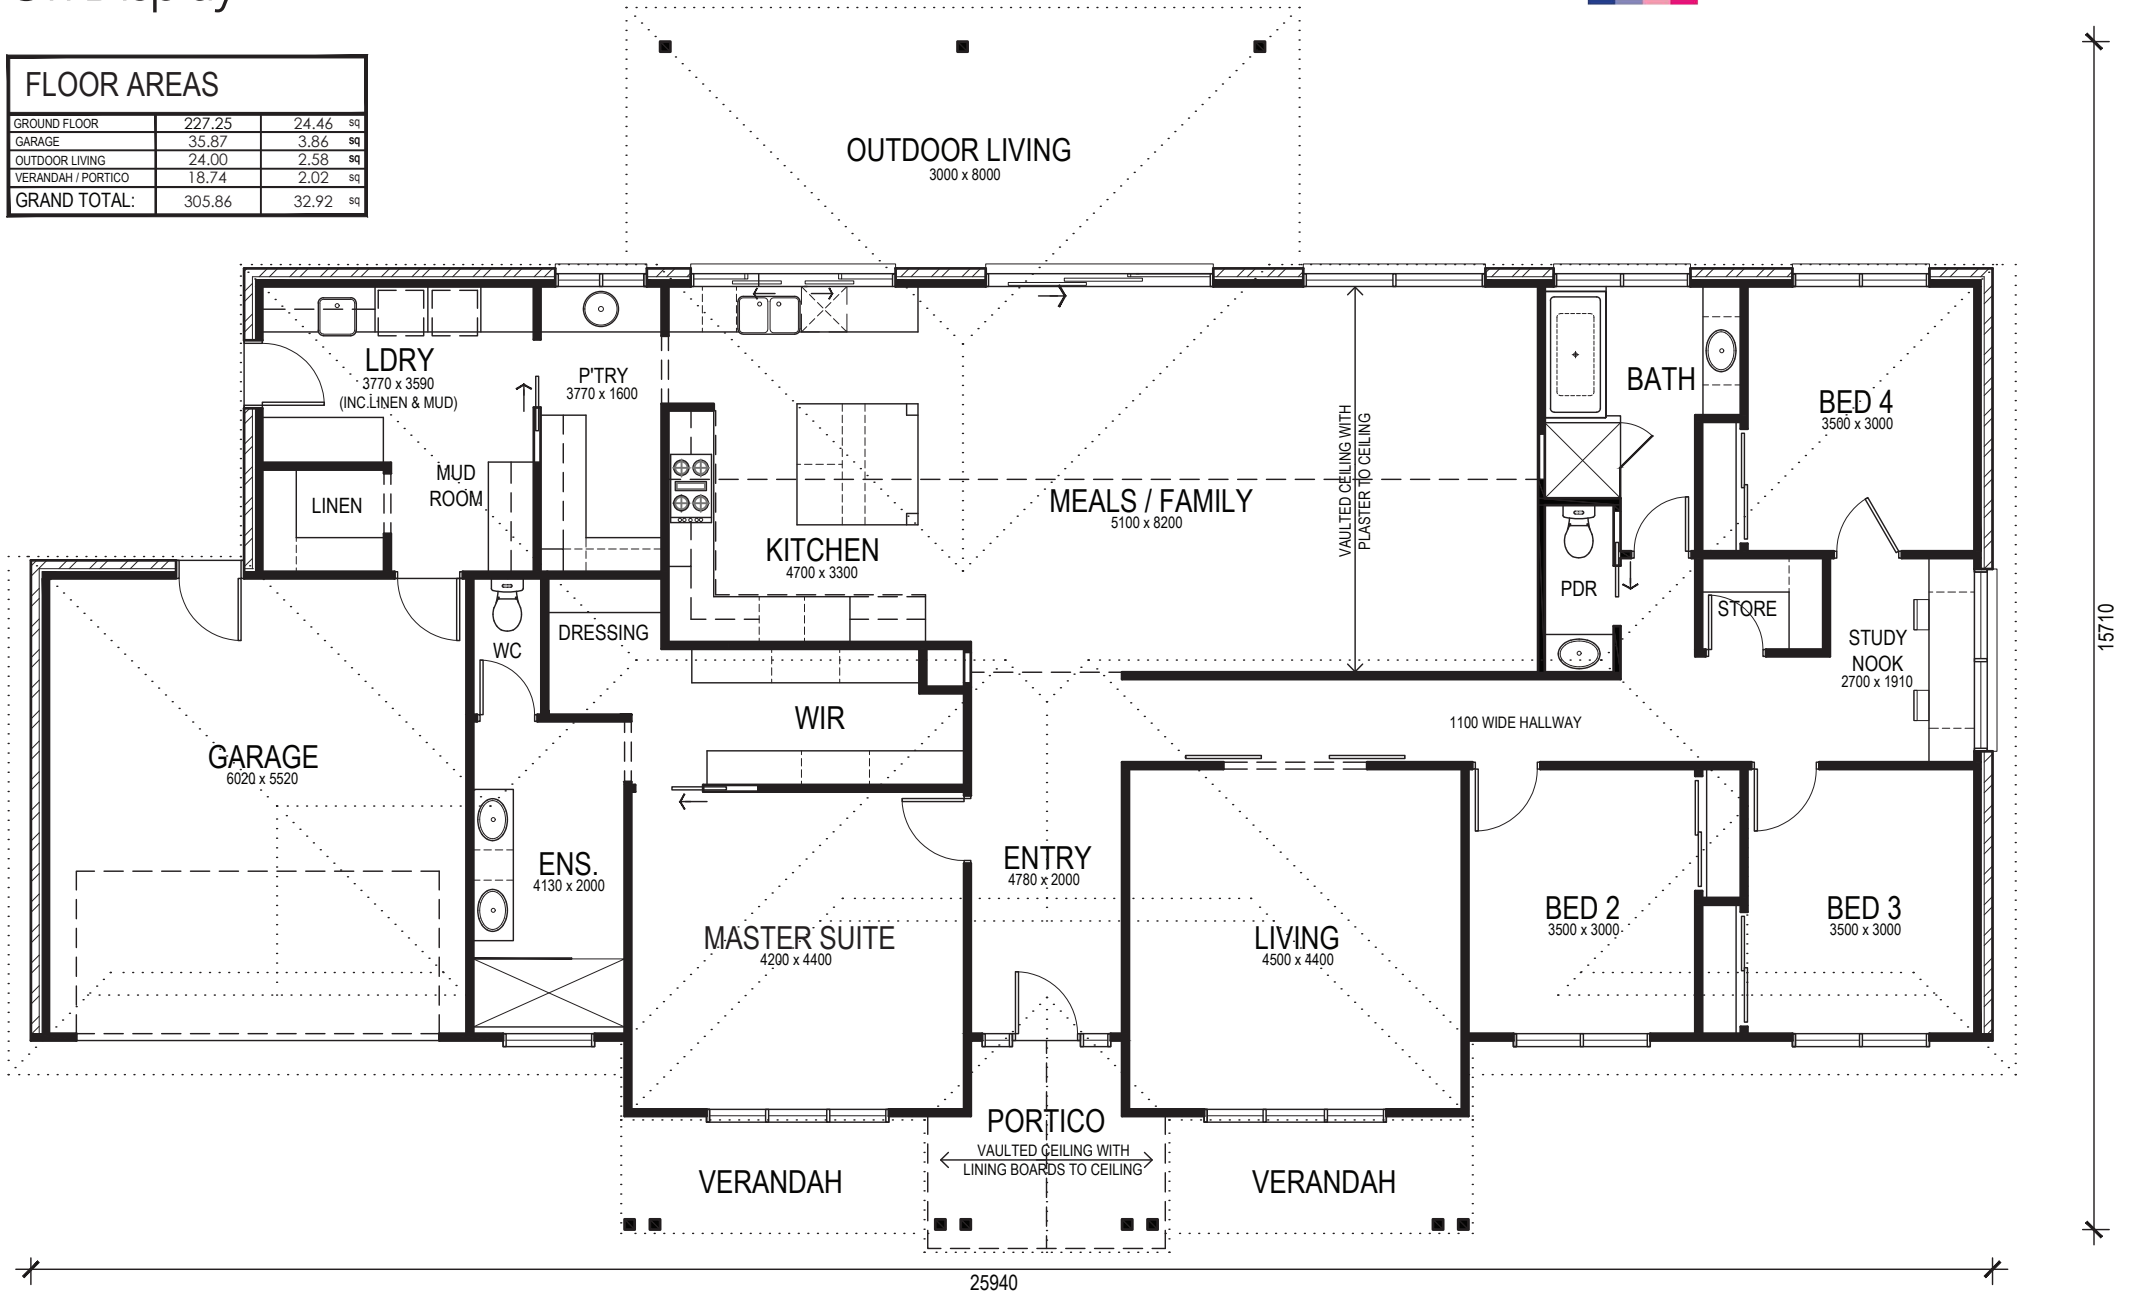 FLOOR AREAS
GROUND FLOOR 227.25 24.46 sq
GARAGE 35.87 3.86 sq
OUTDOOR LIVING 24.00 2.58 sq
VERANDAH / PORTICO 18.74 2.02 sq
GRAND TOTAL: 305.86 32.92 sq
OUTDOOR LIVING
3000 x 8000
LDRY
3770 x 3590
(INC.LINEN & MUD)
P'TRY
3770 x 1600
BATH
BED 4
3500 x 3000
MUD
ROOM
LINEN
MEALS / FAMILY
5100 x 8200
VAULTED CEILING WITH
PLASTER TO CEILING
KITCHEN
4700 x 3300
PDR
STORE
STUDY
NOOK
2700 x 1910
15710
DRESSING
WC
WIR
1100 WIDE HALLWAY
GARAGE
6020 x 5520
ENS.
4130 x 2000
ENTRY
4780 x 2000
MASTER SUITE
4200 x 4400
LIVING
4500 x 4400
BED 2
3500 x 3000
BED 3
3500 x 3000
PORTICO
VAULTED CEILING WITH
LINING BOARDS TO CEILING
VERANDAH
VERANDAH
25940